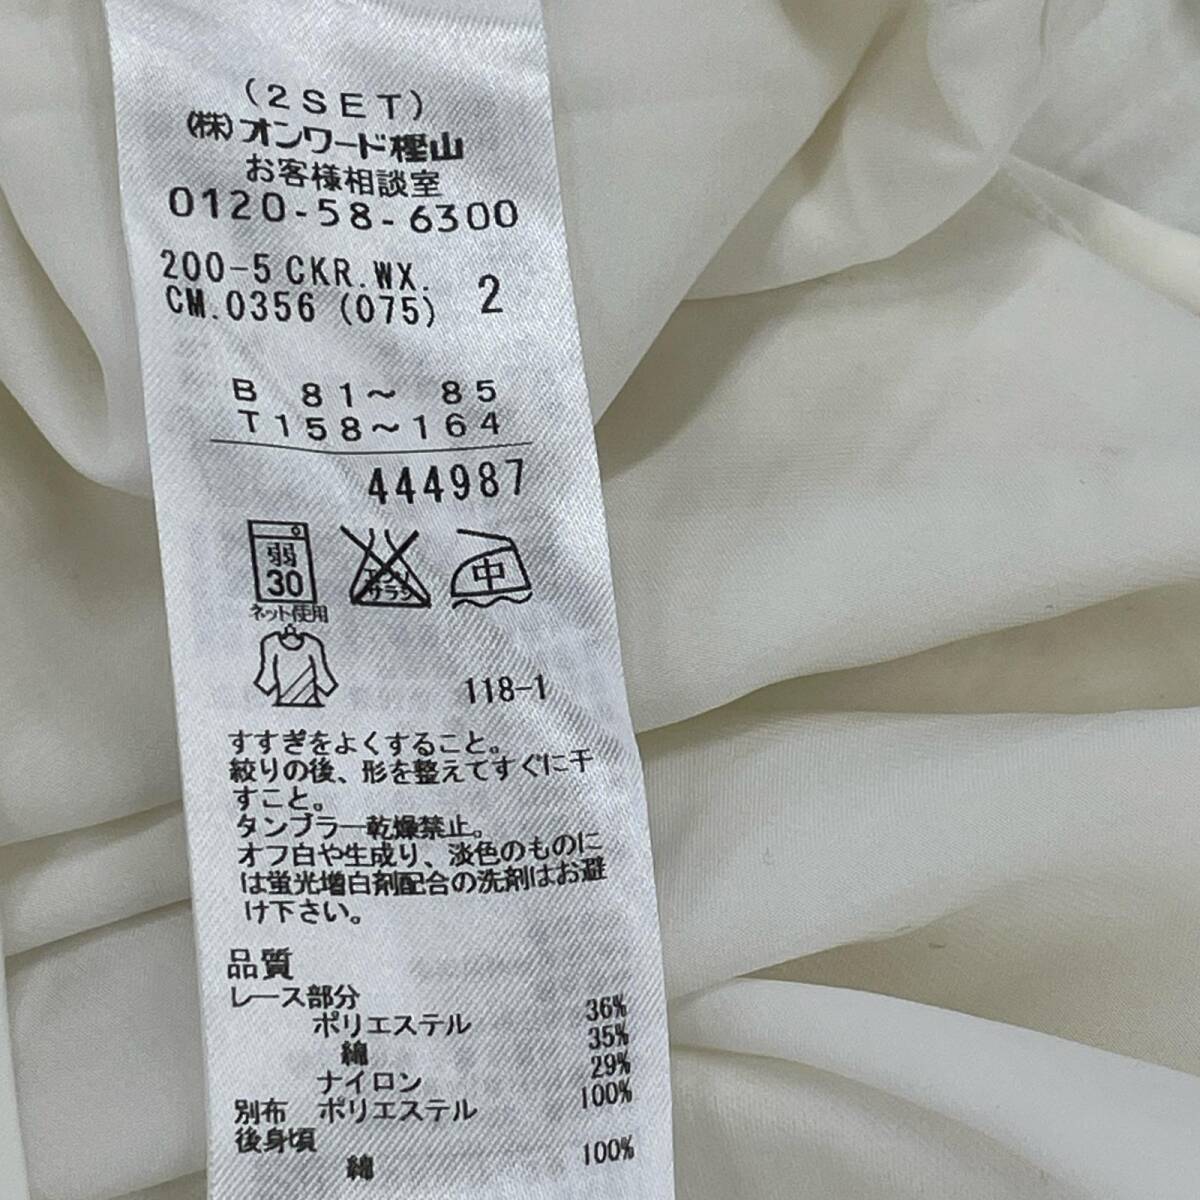 (2SET)
(株)オンワード樫山
お客様相談室
0120-58-6300
200-5 CKR.WX.
CM.0356 (075) 2
B 81～ 85
T158～164
444987
弱
30
ネット使用
エンソ
サラシ
中
118-1
すすぎをよくすること。
絞りの後、形を整えてすぐに干
すこと。
タンブラー乾燥禁止。
オフ白や生成り、淡色のものに
は蛍光増白剤配合の洗剤はお避
け下さい。
品質
レース部分
ポリエステル 36%
綿 35%
ナイロン 29%
別布 ポリエステル 100%
後身頃
綿 100%